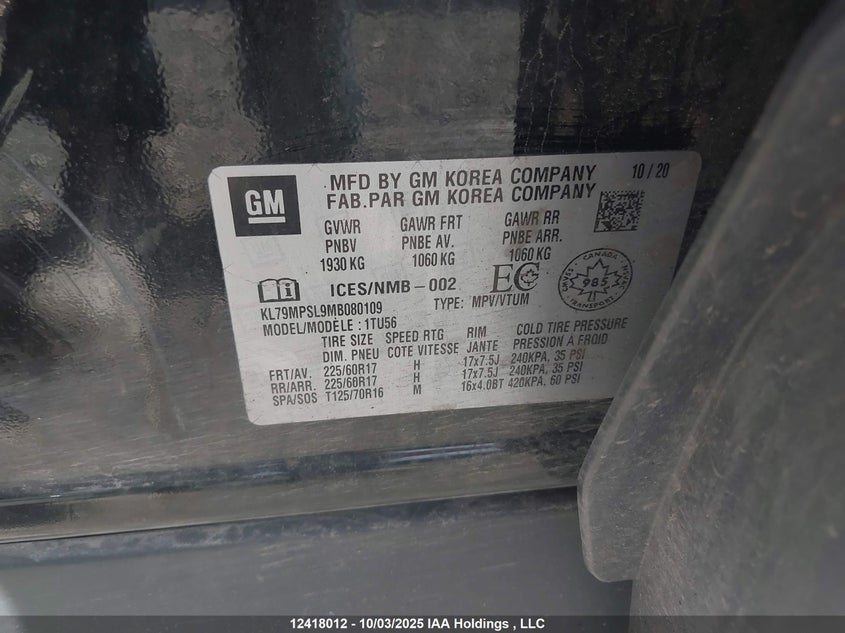 GM
MFD BY GM KOREA COMPANY 10/20
FAB.PAR GM KOREA COMPANY
GVWR GAWR FRT GAWR RR
PNBV PNBE AV. PNBE ARR.
1930 KG 1060 KG 1060 KG
ICES/NMB-002 EC
CANADA
985
TRANSPORT
KL79MPSL9MB080109 TYPE: MPV/VTUM
MODEL/MODÈLE : 1TU56
TIRE SIZE SPEED RTG RIM COLD TIRE PRESSURE
DIM. PNEU COTE VITESSE JANTE PRESSION A FROID
FRT/AV. 225/60R17 H 17x7.5J 240KPA, 35 PSI
RR/ARR. 225/60R17 H 17x7.5J 240KPA, 35 PSI
SPA/SOS T125/70R16 M 16x4.0BT 420KPA, 60 PSI
12418012 - 10/03/2025 IAA Holdings , LLC